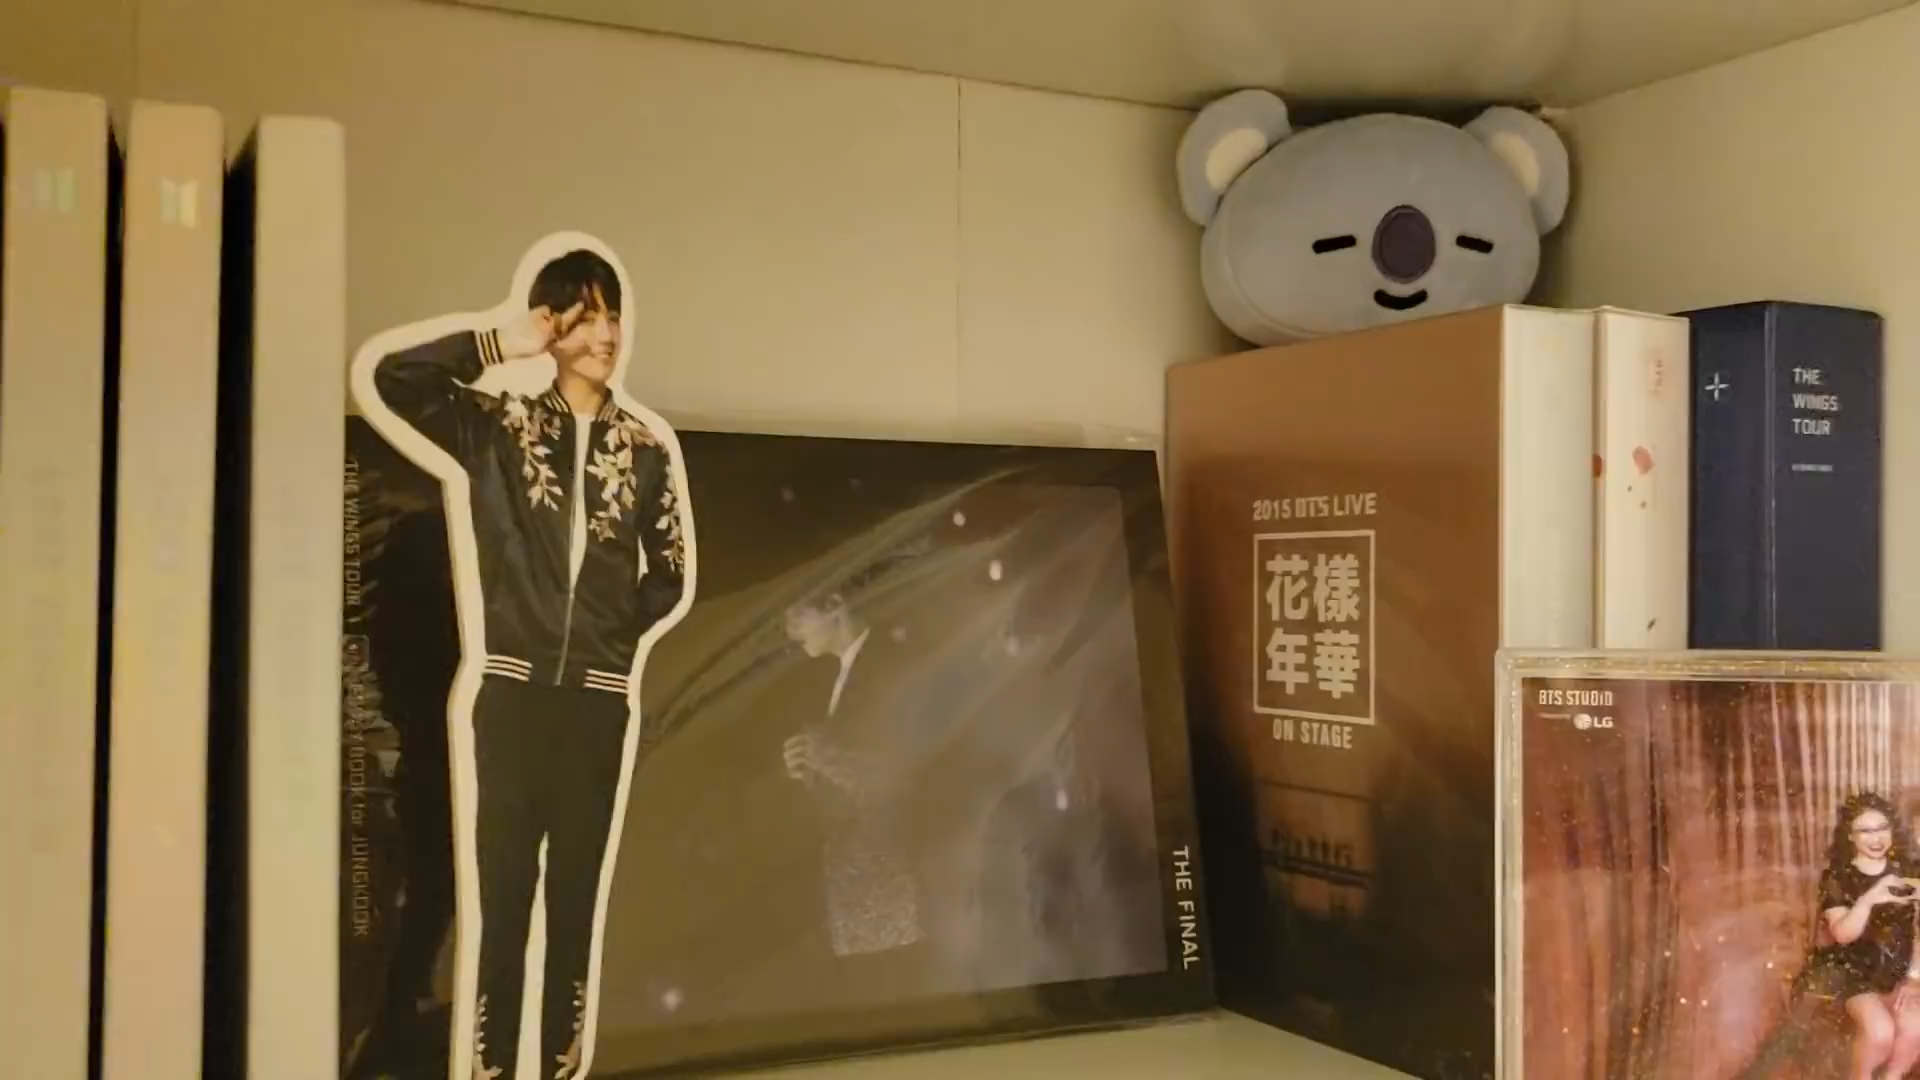 THE WINGS TOUR
JUNGKOOK
THE FINAL
2015 BTS LIVE
花樣
年華
ON STAGE
THE
WINGS
TOUR
BTS STUDIO
LG